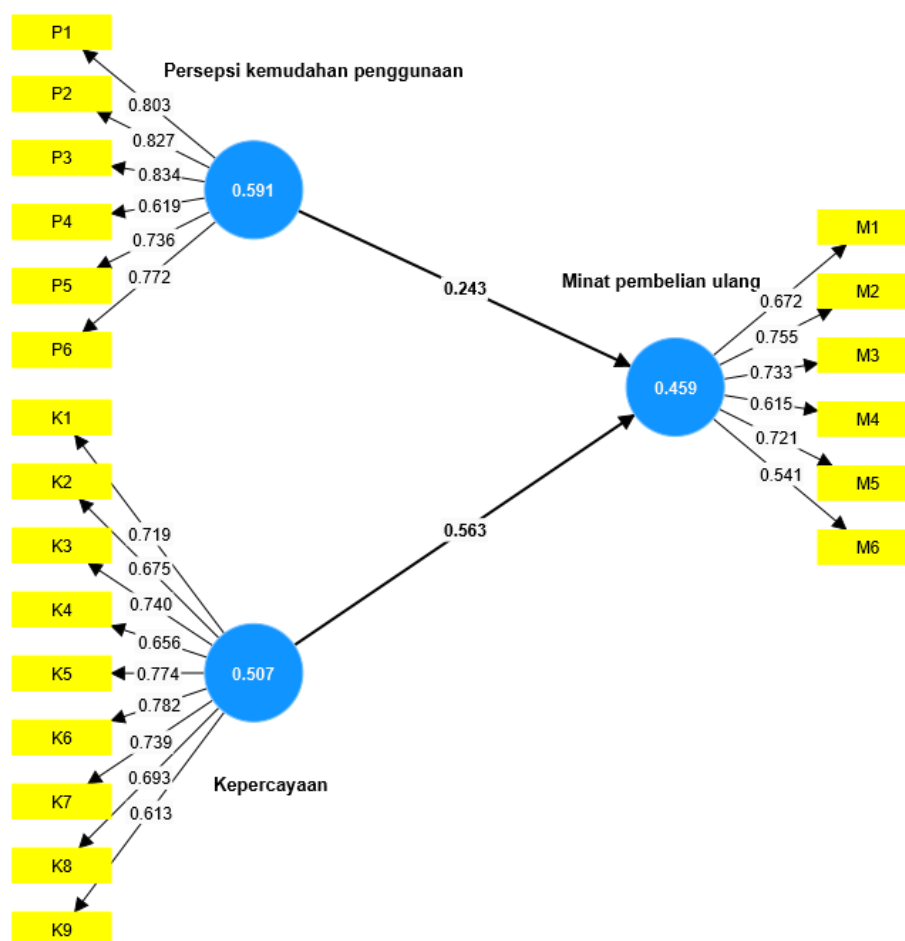 P1
Persepsi kemudahan penggunaan
P2
P3
P4
P5
P6
0.803
0.827
0.834
0.619
0.736
0.772
0.591
0.243
K1
K2
K3
K4
K5
K6
K7
K8
K9
0.719
0.675
0.740
0.656
0.774
0.782
0.739
0.693
0.613
0.507
Kepercayaan
0.563
Minat pembelian ulang
0.459
0.672
0.755
0.733
0.615
0.721
0.541
M1
M2
M3
M4
M5
M6